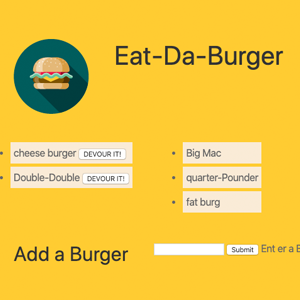 Eat-Da-Burger
cheese burger DEVOUR IT!
Double-Double DEVOUR IT!
Big Mac
quarter-Pounder
fat burg
Add a Burger
Submit Ent er a